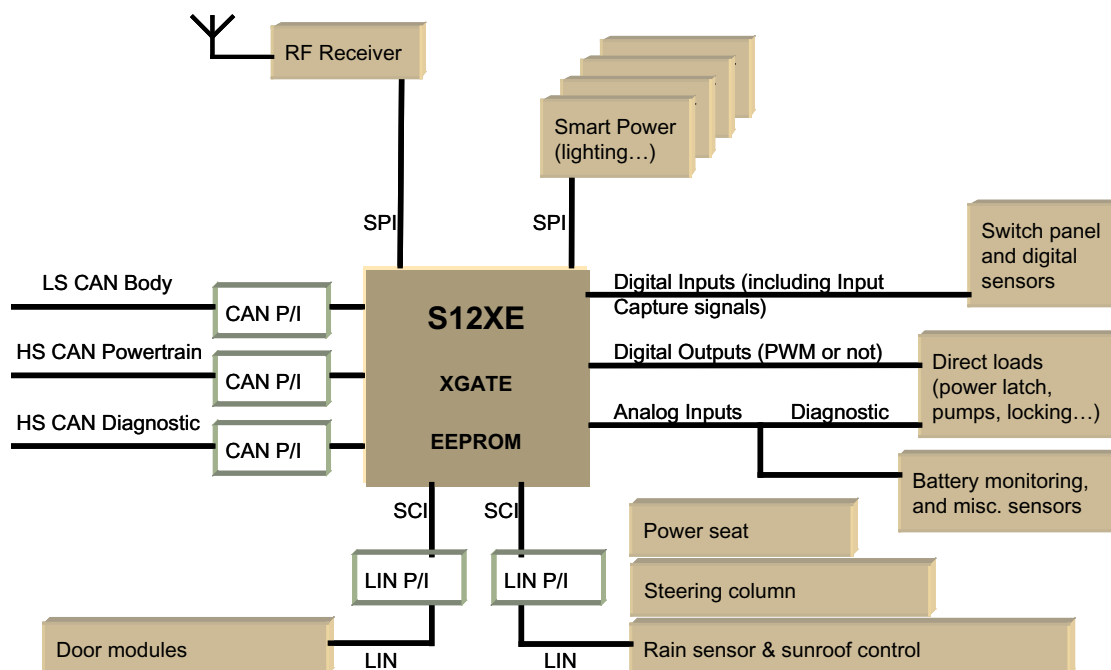 RF Receiver
Smart Power
(lighting…)
SPI
SPI
Switch panel
and digital
sensors
LS CAN Body
CAN P/I
S12XE
XGATE
EEPROM
Digital Inputs (including Input
Capture signals)
HS CAN Powertrain
CAN P/I
Digital Outputs (PWM or not)
Direct loads
(power latch,
pumps, locking…)
HS CAN Diagnostic
CAN P/I
Analog Inputs
Diagnostic
Battery monitoring,
and misc. sensors
SCI
SCI
Power seat
LIN P/I
LIN P/I
Steering column
Door modules
LIN
LIN
Rain sensor & sunroof control